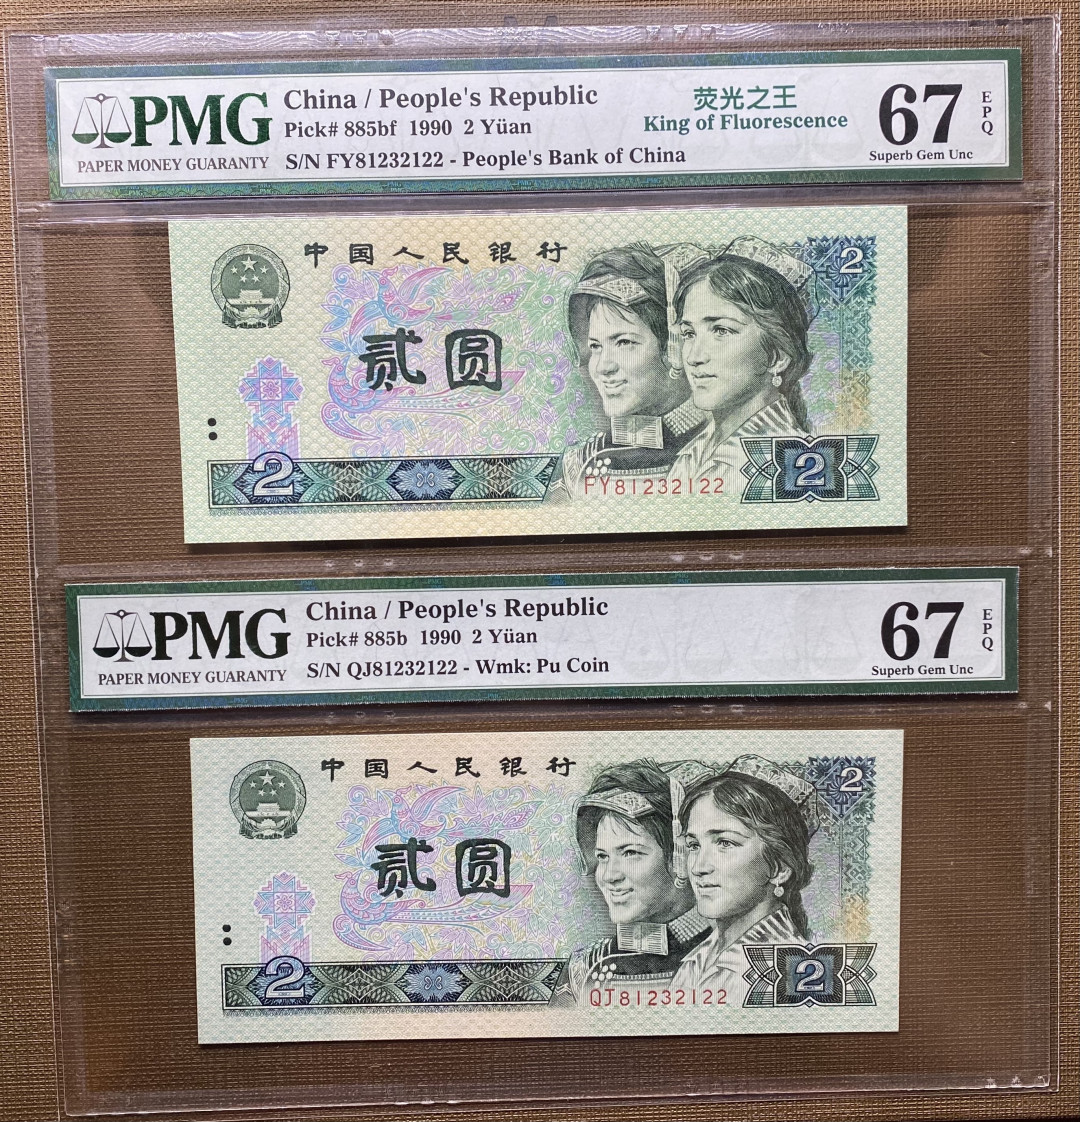 PMG
PAPER MONEY GUARANTY
China / People's Republic
Pick# 885bf 1990 2 Yüan
S/N FY81232122 - People's Bank of China
荧光之王
King of Fluorescence
67
EPQ
Superb Gem Unc
中国人民银行
2
贰圆
2
FY81232122
2
PMG
PAPER MONEY GUARANTY
China / People's Republic
Pick# 885b 1990 2 Yüan
S/N QJ81232122 - Wmk: Pu Coin
67
EPQ
Superb Gem Unc
中国人民银行
2
贰圆
2
QJ81232122
2